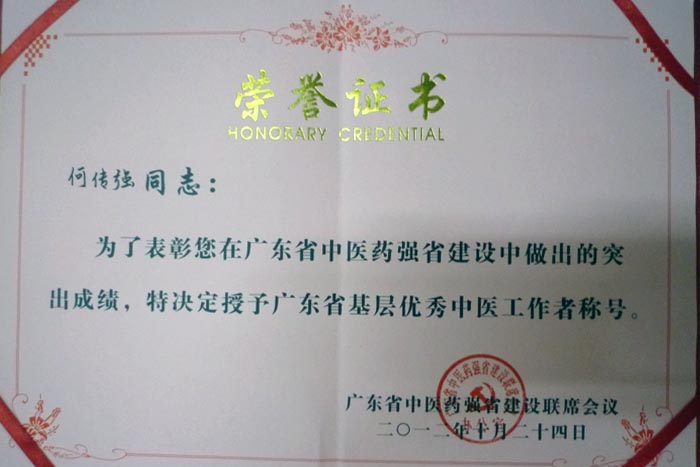 荣誉证书
HONORARY CREDENTIAL
何传强同志：
为了表彰您在广东省中医药强省建设中做出的突
出成绩，特决定授予广东省基层优秀中医工作者称号。
广东省中医药强省建设联席会议
二〇一二年十月二十四日